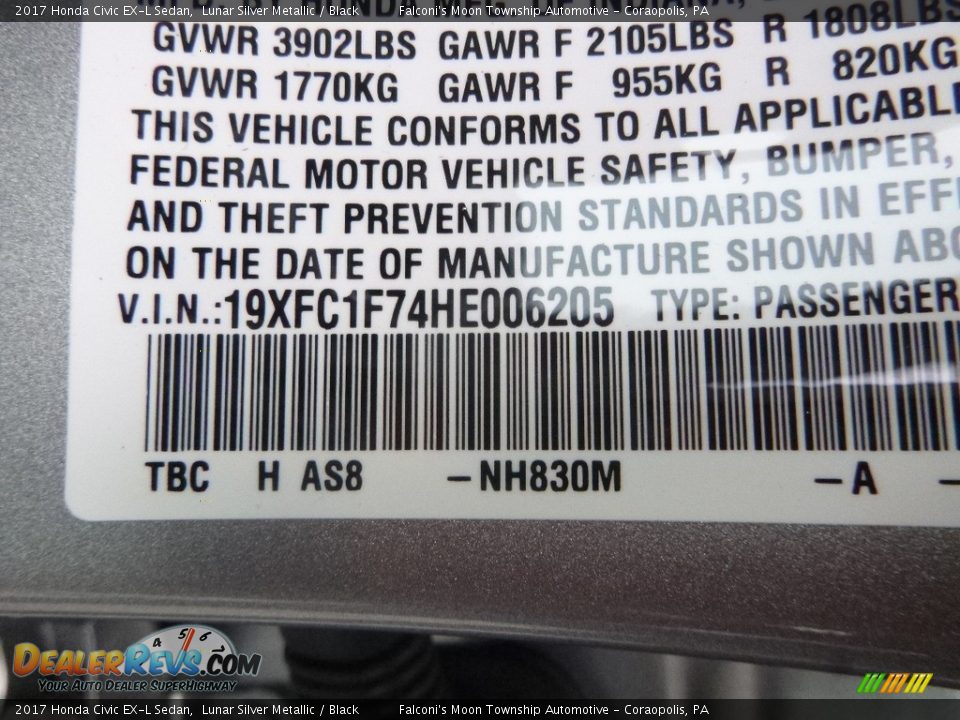 2017 Honda Civic EX-L Sedan, Lunar Silver Metallic / Black Falconi's Moon Township Automotive - Coraopolis, PA
GVWR 3902LBS GAWR F 2105LBS R 1808LBS
GVWR 1770KG GAWR F 955KG R 820KG
THIS VEHICLE CONFORMS TO ALL APPLICABLE
FEDERAL MOTOR VEHICLE SAFETY, BUMPER,
AND THEFT PREVENTION STANDARDS IN EFF
ON THE DATE OF MANUFACTURE SHOWN ABO
V.I.N.:19XFC1F74HE006205 TYPE: PASSENGER
TBC H AS8 -NH830M -A -
4 5 6
DEALERREVS.COM
YOUR AUTO DEALER SUPERHIGHWAY
2017 Honda Civic EX-L Sedan, Lunar Silver Metallic / Black Falconi's Moon Township Automotive - Coraopolis, PA